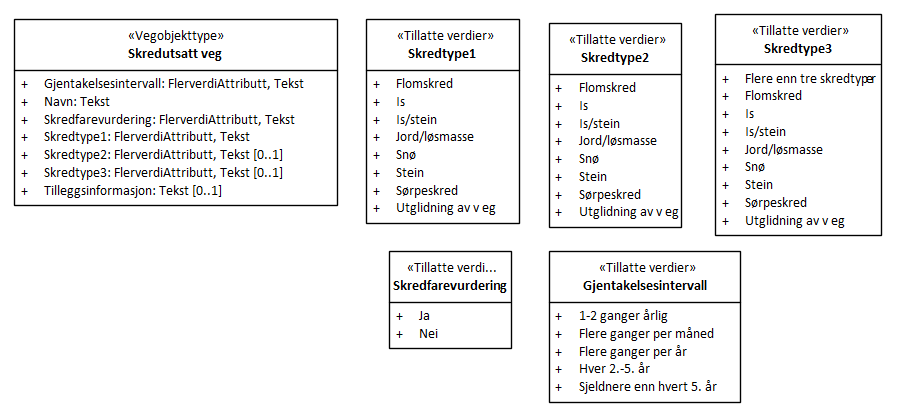 «Vegobjekttype»
Skredutsatt veg
+ Gjentakelsesintervall: FlerverdiAttributt, Tekst
+ Navn: Tekst
+ Skredfarevurdering: FlerverdiAttributt, Tekst
+ Skredtype1: FlerverdiAttributt, Tekst
+ Skredtype2: FlerverdiAttributt, Tekst [0..1]
+ Skredtype3: FlerverdiAttributt, Tekst [0..1]
+ Tilleggsinformasjon: Tekst [0..1]
«Tillatte verdier»
Skredtype1
+ Flomskred
+ Is
+ Is/stein
+ Jord/løsmasse
+ Snø
+ Stein
+ Sørpeskred
+ Utglidning av veg
«Tillatte verdier»
Skredtype2
+ Flomskred
+ Is
+ Is/stein
+ Jord/løsmasse
+ Snø
+ Stein
+ Sørpeskred
+ Utglidning av veg
«Tillatte verdier»
Skredtype3
+ Flere enn tre skredtyper
+ Flomskred
+ Is
+ Is/stein
+ Jord/løsmasse
+ Snø
+ Stein
+ Sørpeskred
+ Utglidning av veg
«Tillatte verdi...
Skredfarevurdering
+ Ja
+ Nei
«Tillatte verdier»
Gjentakelsesintervall
+ 1-2 ganger årlig
+ Flere ganger per måned
+ Flere ganger per år
+ Hver 2.-5. år
+ Sjeldnere enn hvert 5. år